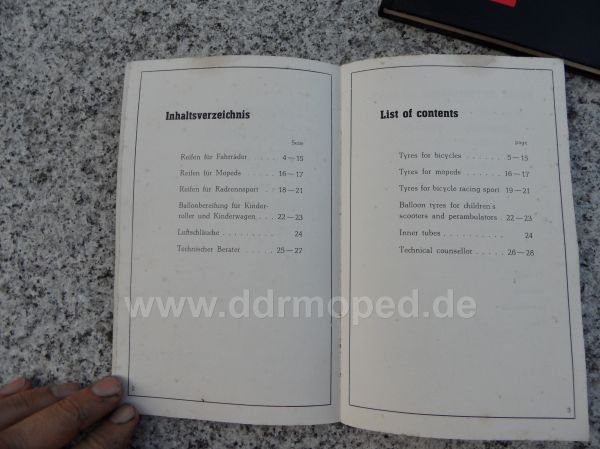 Inhaltsverzeichnis
Seite
Reifen für Fahrräder . . . . . 4—15
Reifen für Mopeds . . . . . 16—17
Reifen für Radrennsport . . . 18—21
Ballonbereifung für Kinder-
roller und Kinderwagen . . . . 22—23
Luftschläuche . . . . . . . . . 24
Technischer Berater . . . . . 25—27
2
List of contents
page
Tyres for bicycles . . . . . . 5—15
Tyres for mopeds . . . . . . 16—17
Tyres for bicycle racing sport 19—21
Balloon tyres for children's
scooters and perambulators . . 22—23
Inner tubes . . . . . . . . . . 24
Technical counseller . . . . . 26—28
3
www.ddrmoped.de